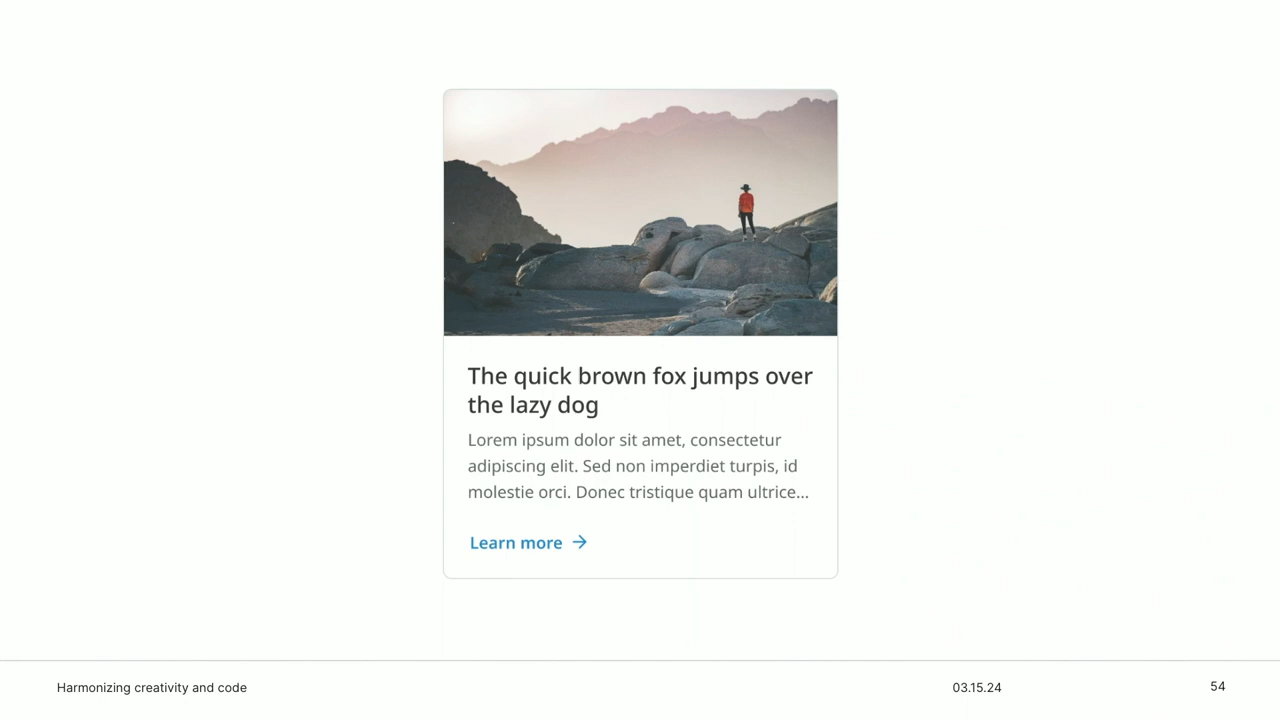 The quick brown fox jumps over
the lazy dog
Lorem ipsum dolor sit amet, consectetur
adipiscing elit. Sed non imperdiet turpis, id
molestie orci. Donec tristique quam ultrice...
Learn more →
Harmonizing creativity and code
03.15.24
54